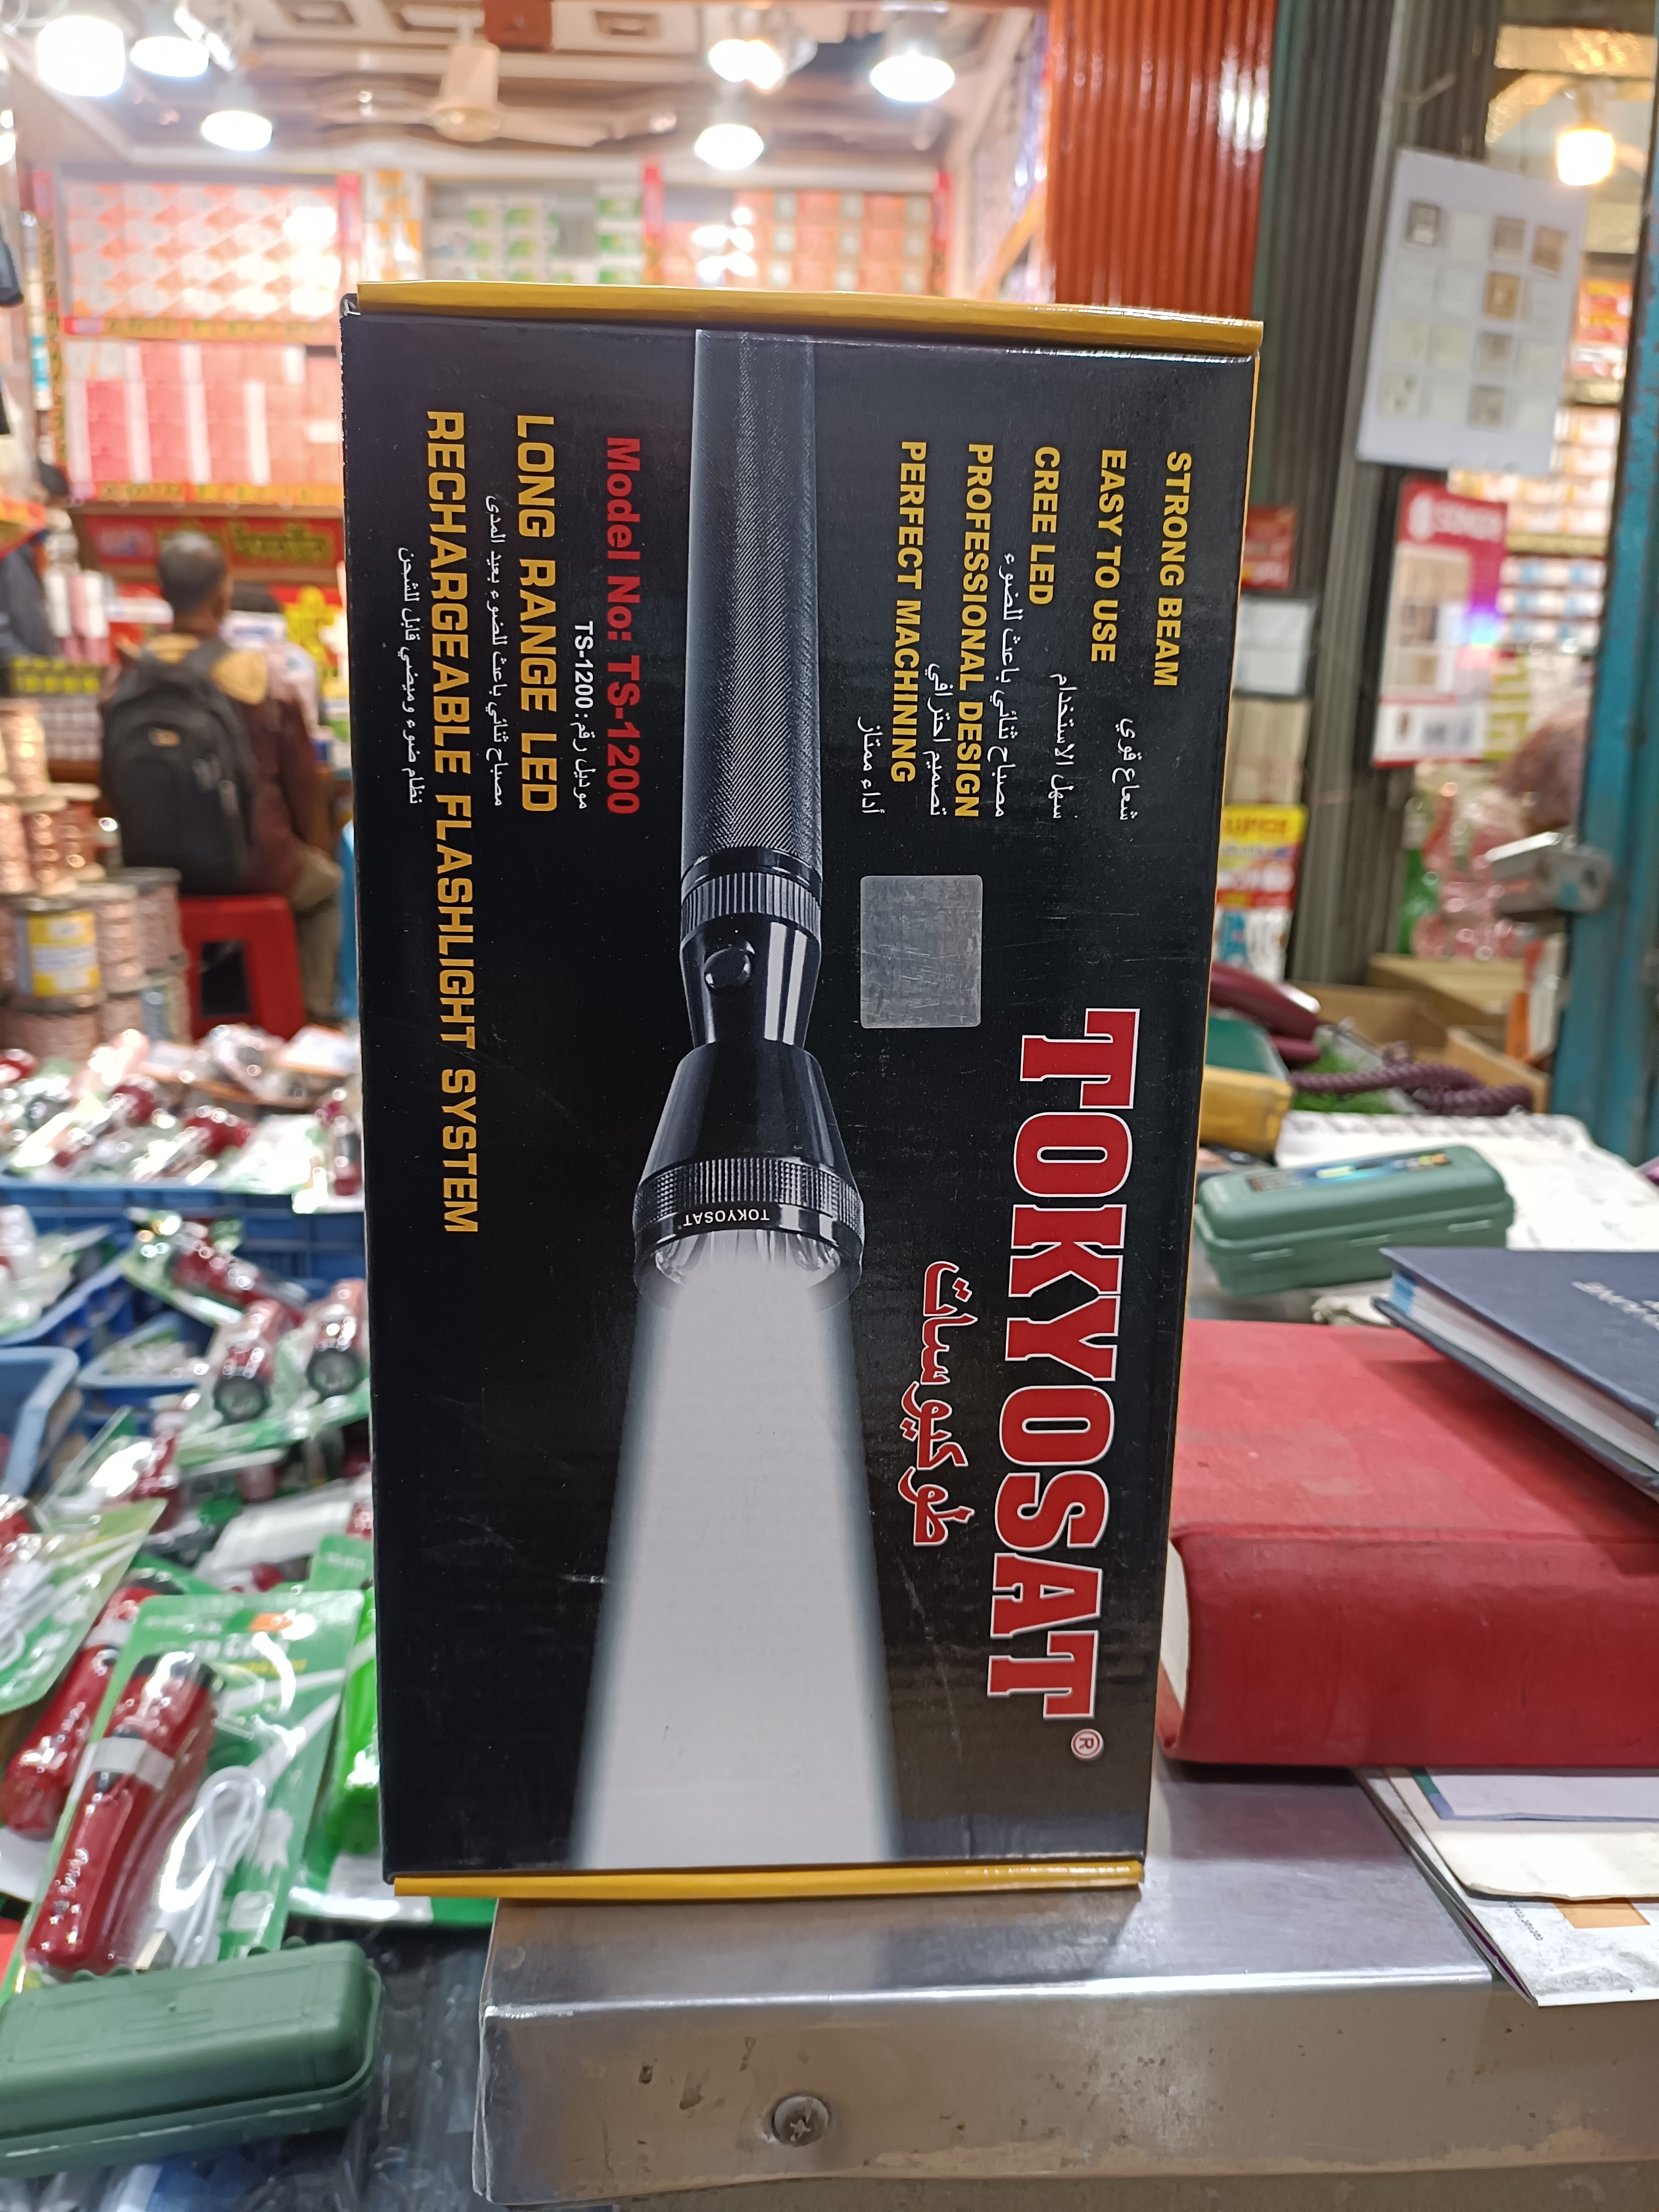 STRONG BEAM
شعاع قوي
EASY TO USE
سهل الاستخدام
CREE LED
مصباح ثنائي باعث للضوء
PROFESSIONAL DESIGN
تصميم احترافي
PERFECT MACHINING
أداء ممتاز
TOKYOSAT®
طوكيوسات
TOKYOSAT
Model No: TS-1200
موديل رقم: TS-1200
LONG RANGE LED
مصباح ثنائي باعث للضوء بعيد المدى
RECHARGEABLE FLASHLIGHT SYSTEM
نظام ضوء وميضي قابل للشحن